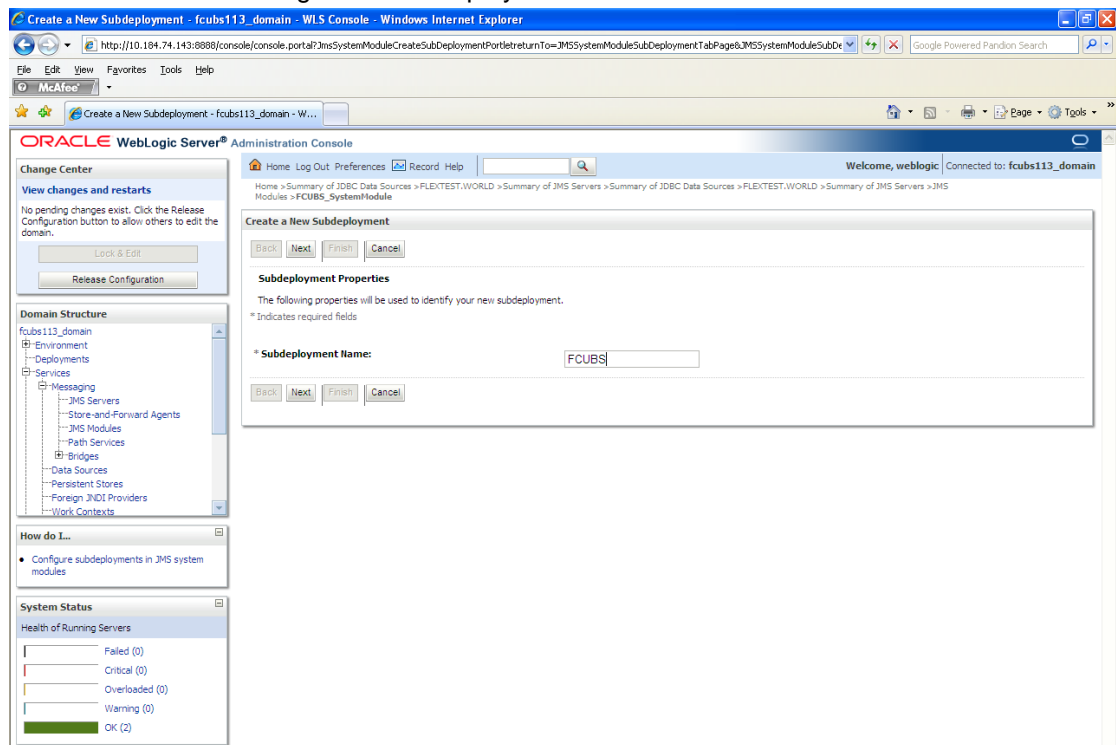 Create a New Subdeployment - fcubs113_domain - WLS Console - Windows Internet Explorer
http://10.184.74.143:8888/console/console.portal?JmsSystemModuleCreateSubDeploymentPortletreturnTo=JMSSystemModuleSubDeploymentTabPage&JMSSystemModuleSubDe
Google Powered Pandion Search
File Edit View Favorites Tools Help
McAfee
Create a New Subdeployment - fcubs113_domain - W...
Page Tools »
ORACLE WebLogic Server® Administration Console
Change Center
View changes and restarts
No pending changes exist. Click the Release
Configuration button to allow others to edit the
domain.
Lock & Edit
Release Configuration
Domain Structure
fcubs113_domain
Environment
Deployments
Services
Messaging
JMS Servers
Store-and-Forward Agents
JMS Modules
Path Services
Bridges
Data Sources
Persistent Stores
Foreign JNDI Providers
Work Contexts
How do I...
Configure subdeployments in JMS system
modules
System Status
Health of Running Servers
Failed (0)
Critical (0)
Overloaded (0)
Warning (0)
OK (2)
Home Log Out Preferences Record Help
Welcome, weblogic Connected to: fcubs113_domain
Home >Summary of JDBC Data Sources >FLEXTEST.WORLD >Summary of JMS Servers >Summary of JDBC Data Sources >FLEXTEST.WORLD >Summary of JMS Servers >JMS
Modules >FCUBS_SystemModule
Create a New Subdeployment
Back Next Finish Cancel
Subdeployment Properties
The following properties will be used to identify your new subdeployment.
* Indicates required fields
* Subdeployment Name: FCUBS
Back Next Finish Cancel